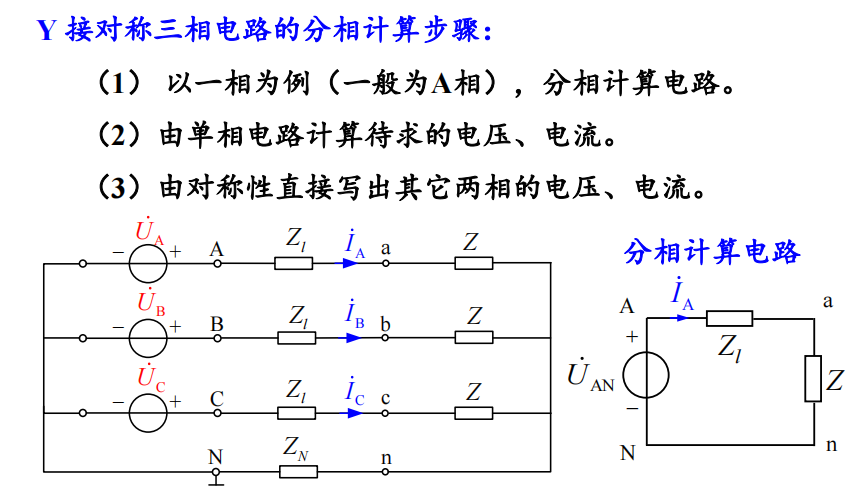 Y 接对称三相电路的分相计算步骤：
（1） 以一相为例（一般为A相），分相计算电路。
（2）由单相电路计算待求的电压、电流。
（3）由对称性直接写出其它两相的电压、电流。
U̇A
− + A Zl İA a Z
U̇B
− + B Zl İB b Z
U̇C
− + C Zl İC c Z
N ZN n
分相计算电路
A İA a
+ Zl
U̇AN Z
−
N n